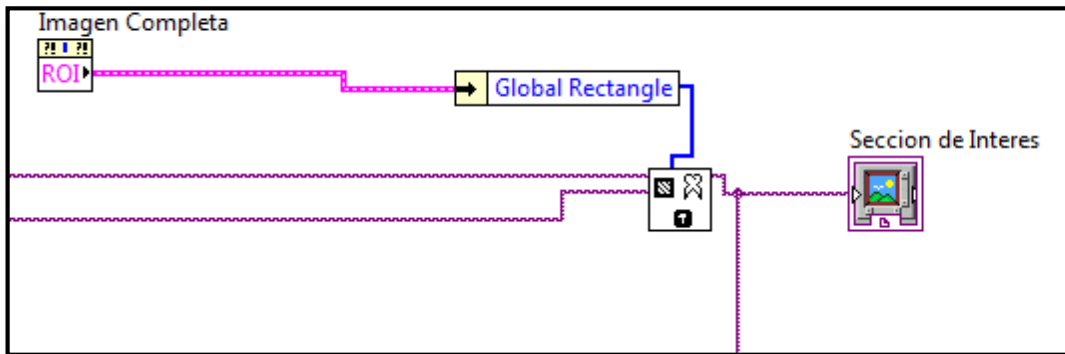 Imagen Completa
?! ?!
ROI
Global Rectangle
Seccion de Interes